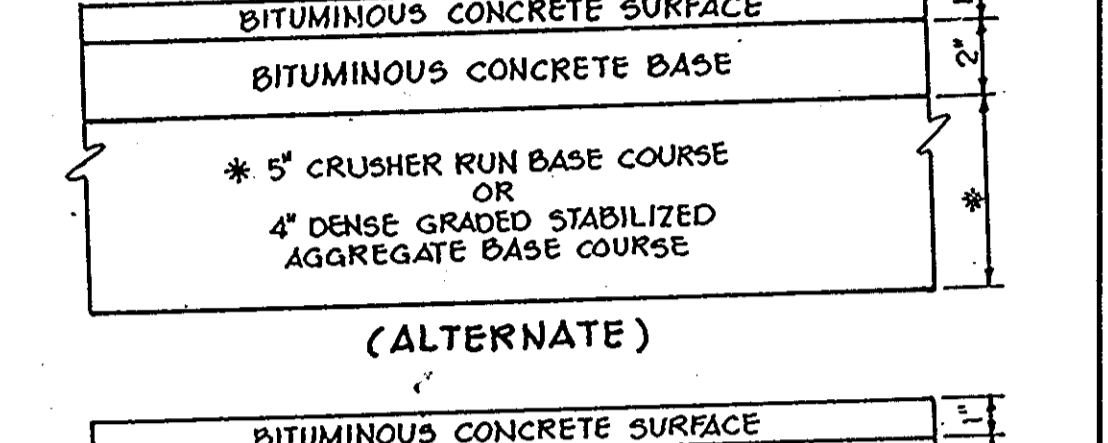 BITUMINOUS CONCRETE SURFACE
BITUMINOUS CONCRETE BASE
2"
* 5" CRUSHER RUN BASE COURSE
OR
4" DENSE GRADED STABILIZED
AGGREGATE BASE COURSE
*
(ALTERNATE)
BITUMINOUS CONCRETE SURFACE
1"